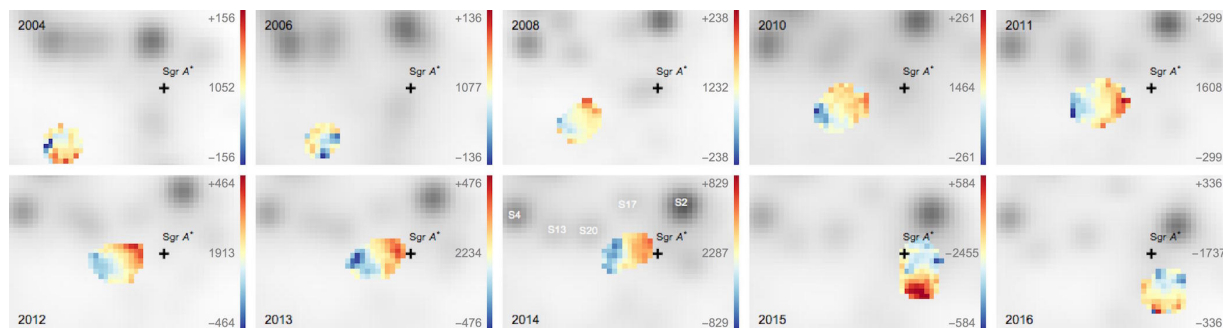 2004
+156
Sgr A*
1052
−156
2006
+136
Sgr A*
1077
−136
2008
+238
Sgr A*
1232
−238
2010
+261
Sgr A*
1464
−261
2011
+299
Sgr A*
1608
−299
2012
+464
Sgr A*
1913
−464
2013
+476
Sgr A*
2234
−476
2014
+829
S4
S13
S20
S17
S2
Sgr A*
2287
−829
2015
+584
Sgr A*
−2455
−584
2016
+336
Sgr A*
−1737
−336